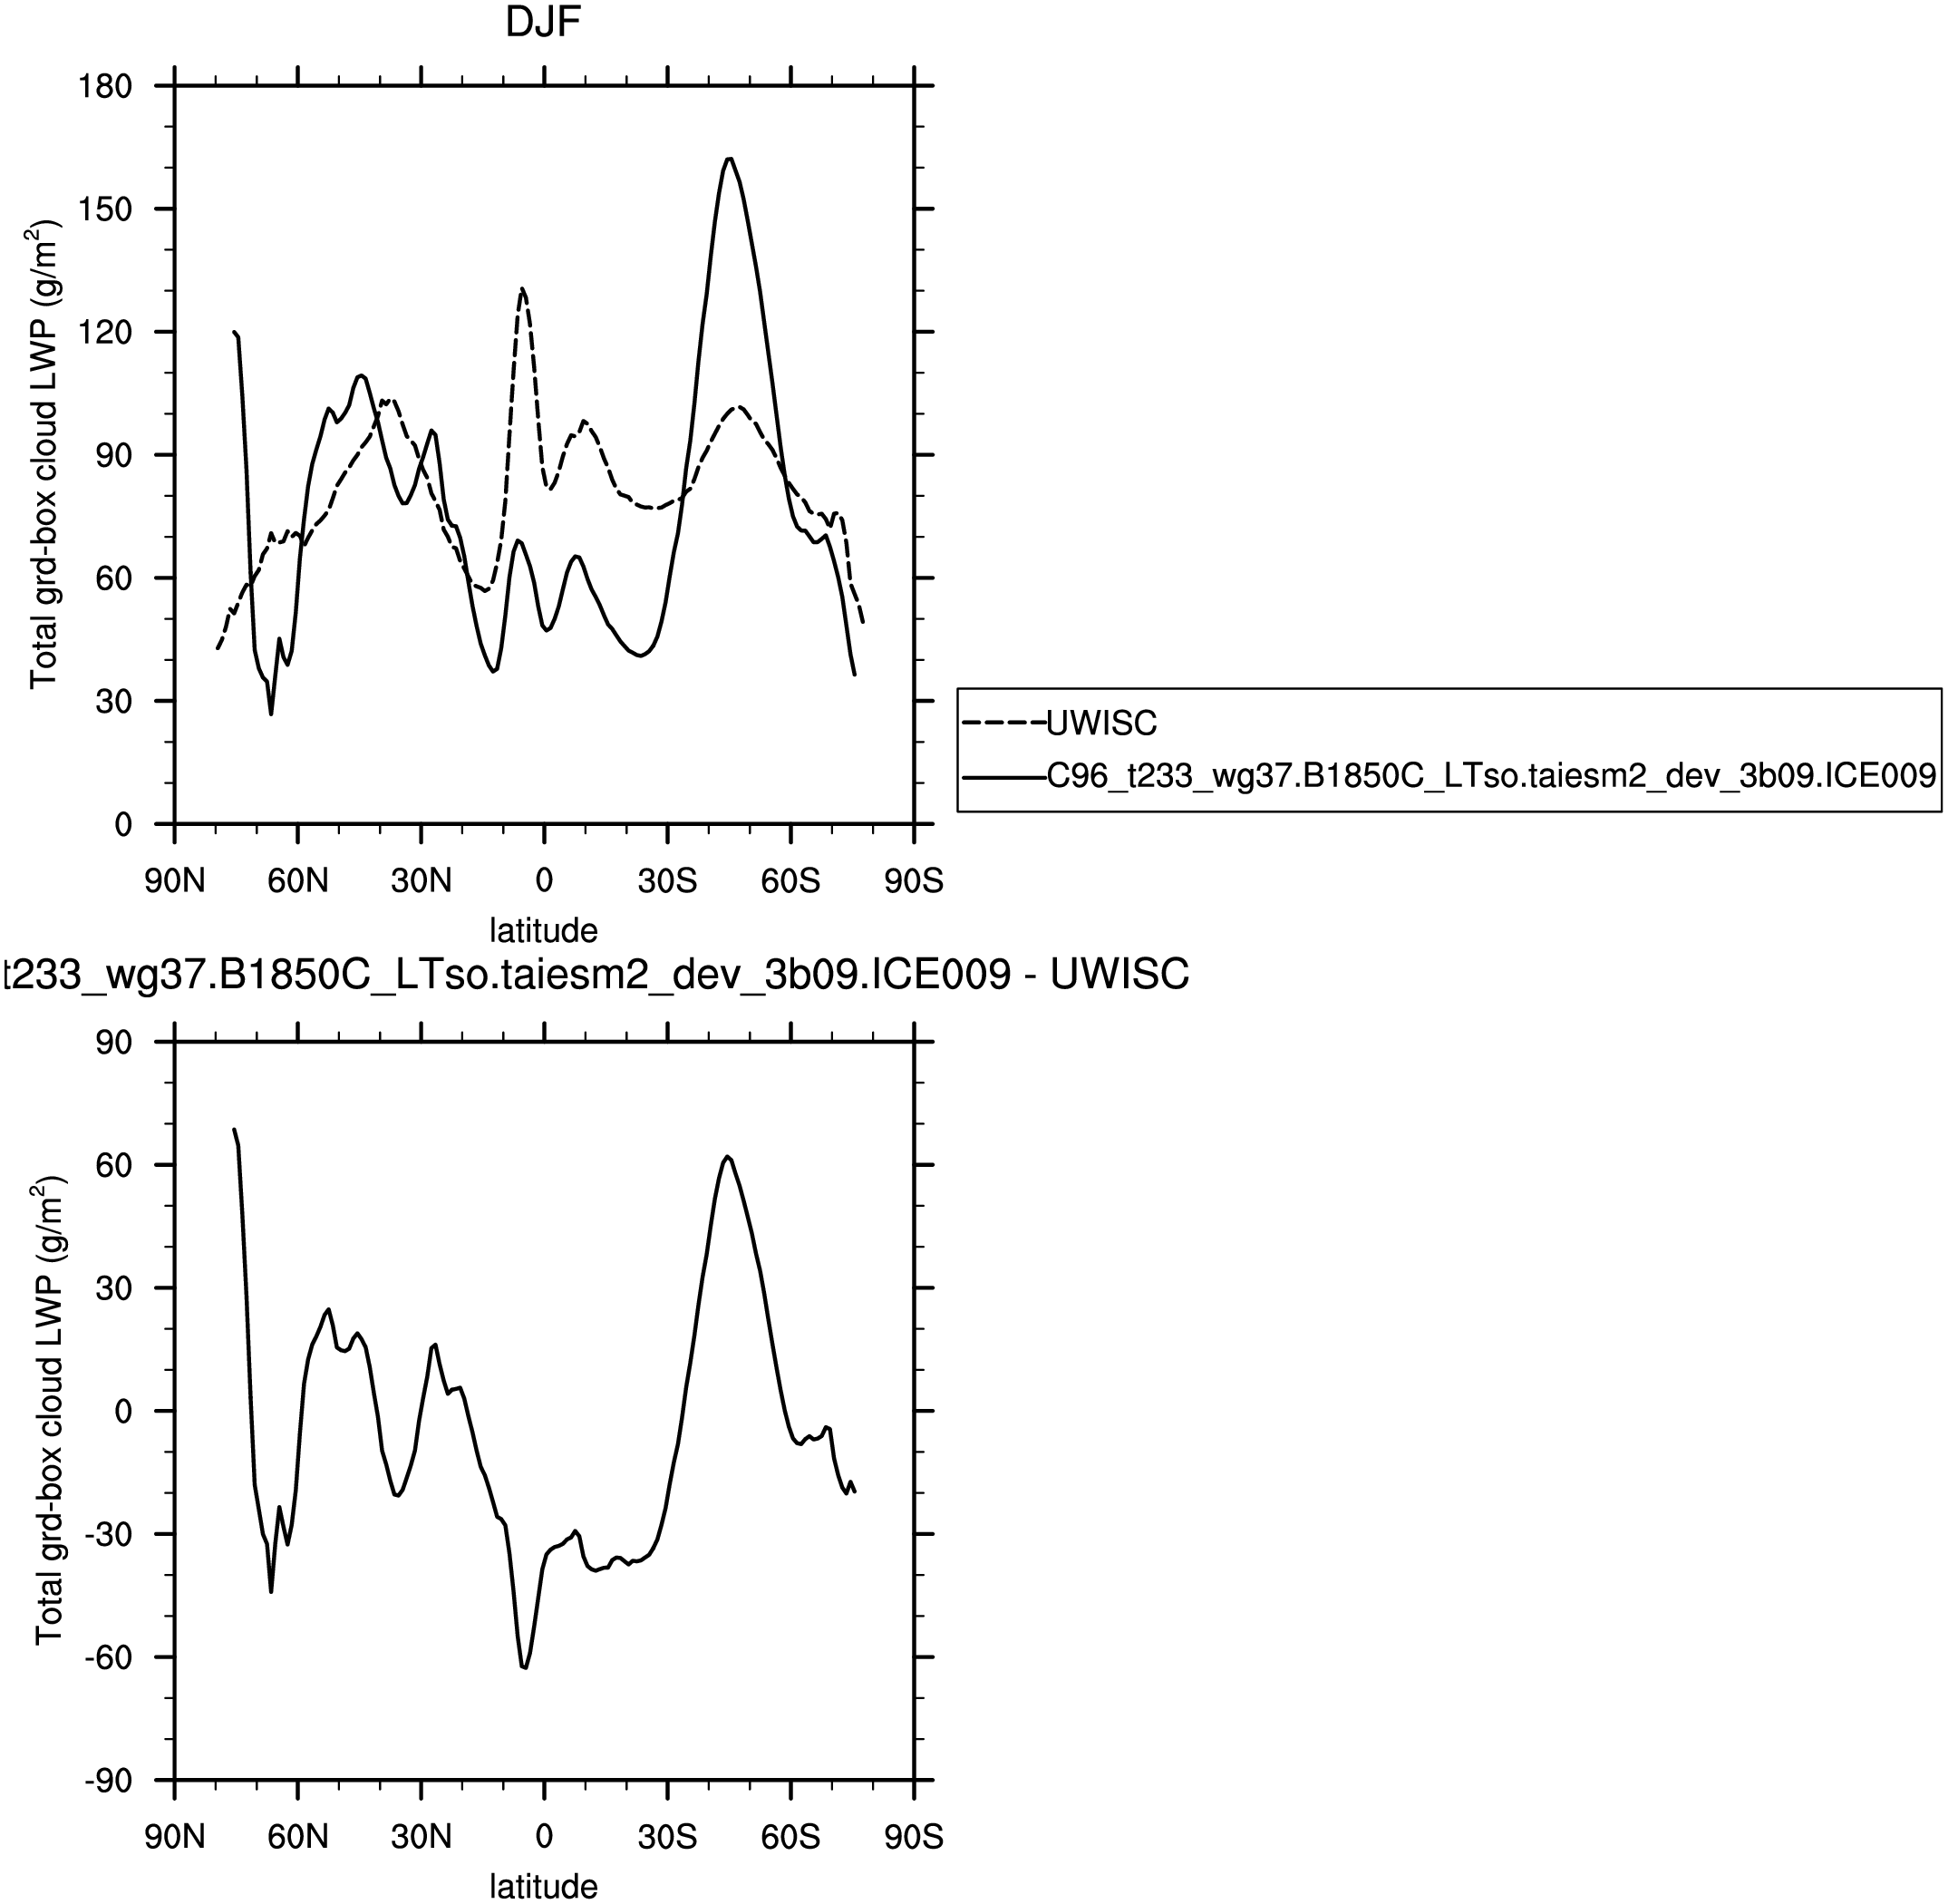 DJF
180
150
120
90
60
30
0
Total grd-box cloud LWP (g/m²)
90N 60N 30N 0 30S 60S 90S
latitude
UWISC
C96_t233_wg37.B1850C_LTso.taiesm2_dev_3b09.ICE009
t233_wg37.B1850C_LTso.taiesm2_dev_3b09.ICE009 - UWISC
90
60
30
0
-30
-60
-90
Total grd-box cloud LWP (g/m²)
90N 60N 30N 0 30S 60S 90S
latitude